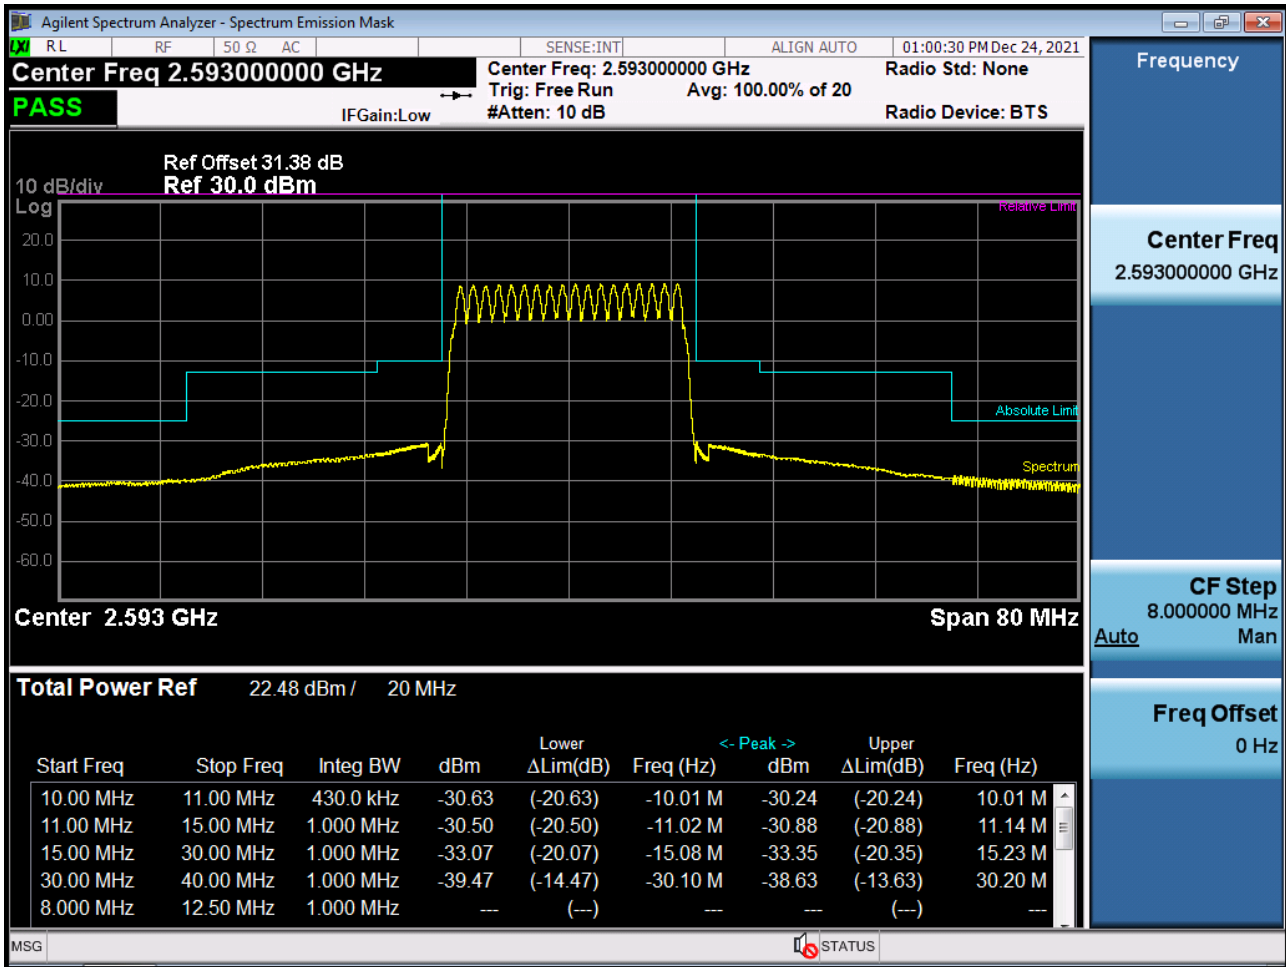 Agilent Spectrum Analyzer - Spectrum Emission Mask
LXI RL RF 50 Ω AC SENSE:INT ALIGN AUTO 01:00:30 PM Dec 24, 2021
Center Freq 2.593000000 GHz Center Freq: 2.593000000 GHz Radio Std: None
Trig: Free Run Avg: 100.00% of 20
PASS IFGain:Low #Atten: 10 dB Radio Device: BTS
Ref Offset 31.38 dB
10 dB/div Ref 30.0 dBm
Log
Relative Limit
20.0
10.0
0.00
-10.0
-20.0
Absolute Limit
-30.0
Spectrum
-40.0
-50.0
-60.0
Center 2.593 GHz Span 80 MHz
Total Power Ref 22.48 dBm / 20 MHz
Lower <- Peak -> Upper
Start Freq Stop Freq Integ BW dBm ΔLim(dB) Freq (Hz) dBm ΔLim(dB) Freq (Hz)
10.00 MHz 11.00 MHz 430.0 kHz -30.63 (-20.63) -10.01 M -30.24 (-20.24) 10.01 M
11.00 MHz 15.00 MHz 1.000 MHz -30.50 (-20.50) -11.02 M -30.88 (-20.88) 11.14 M
15.00 MHz 30.00 MHz 1.000 MHz -33.07 (-20.07) -15.08 M -33.35 (-20.35) 15.23 M
30.00 MHz 40.00 MHz 1.000 MHz -39.47 (-14.47) -30.10 M -38.63 (-13.63) 30.20 M
8.000 MHz 12.50 MHz 1.000 MHz --- (---) --- --- (---) ---
MSG STATUS
Frequency
Center Freq
2.593000000 GHz
CF Step
8.000000 MHz
Auto Man
Freq Offset
0 Hz